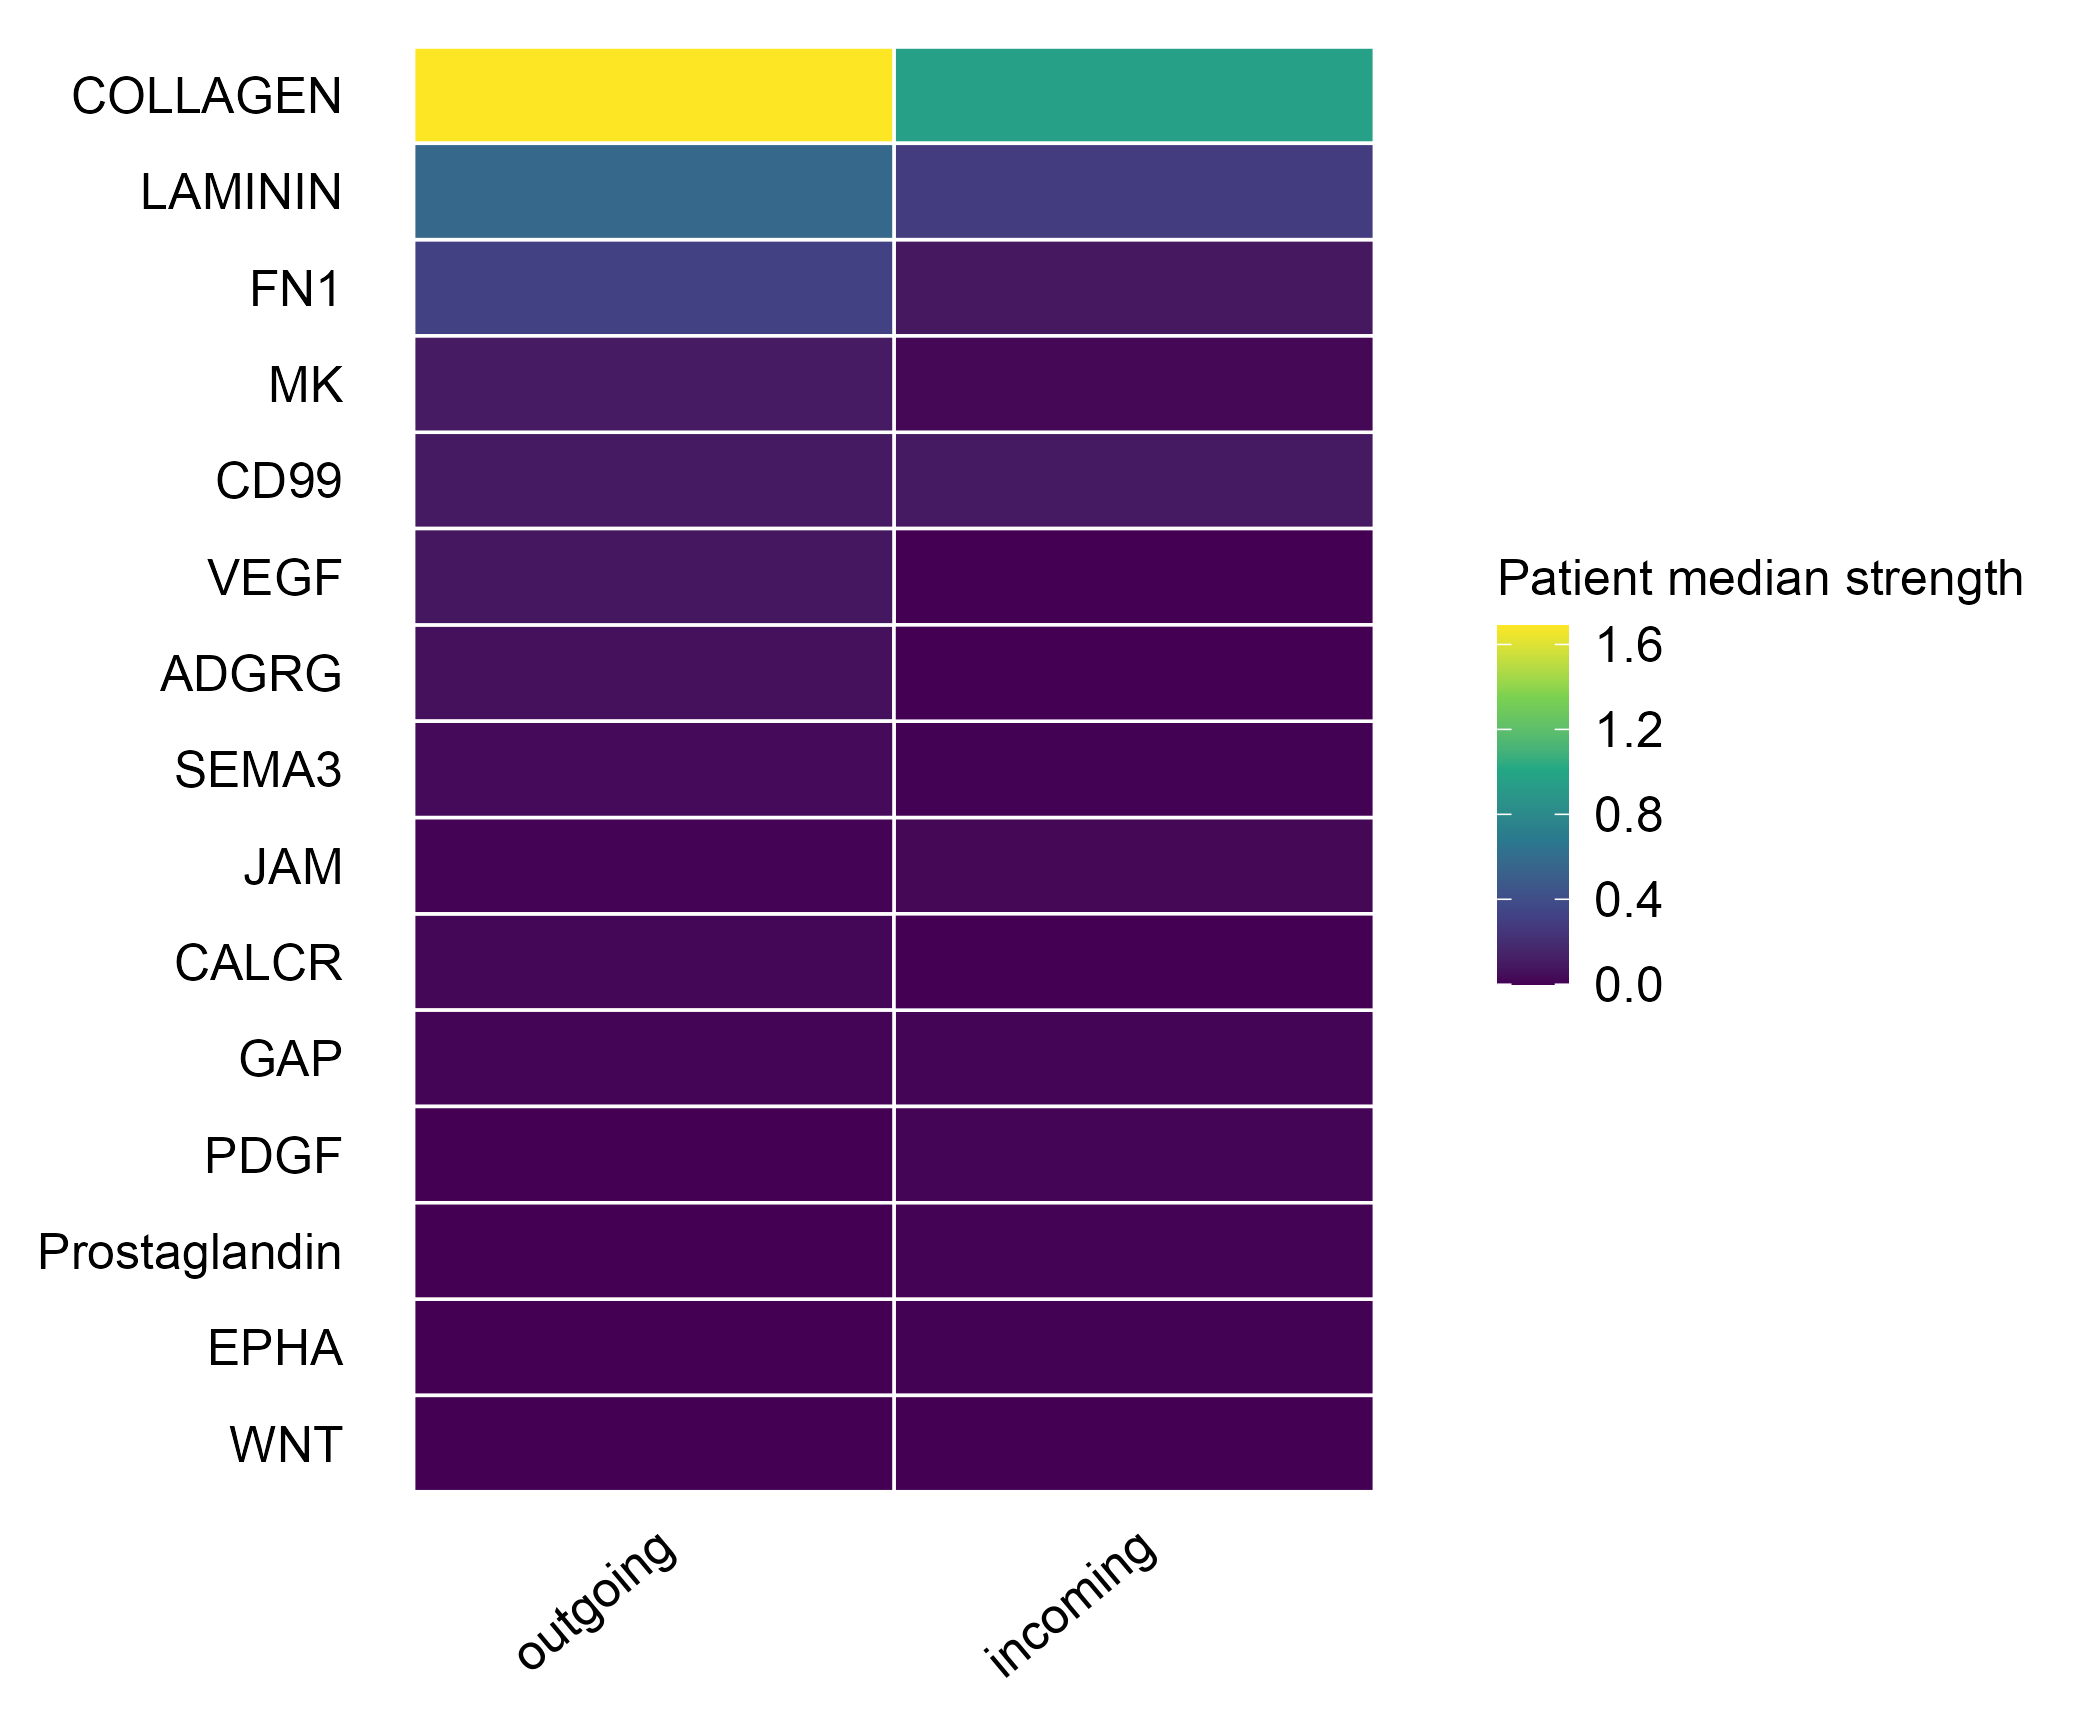 COLLAGEN
LAMININ
FN1
MK
CD99
VEGF
ADGRG
SEMA3
JAM
CALCR
GAP
PDGF
Prostaglandin
EPHA
WNT
outgoing
incoming
Patient median strength
1.6
1.2
0.8
0.4
0.0